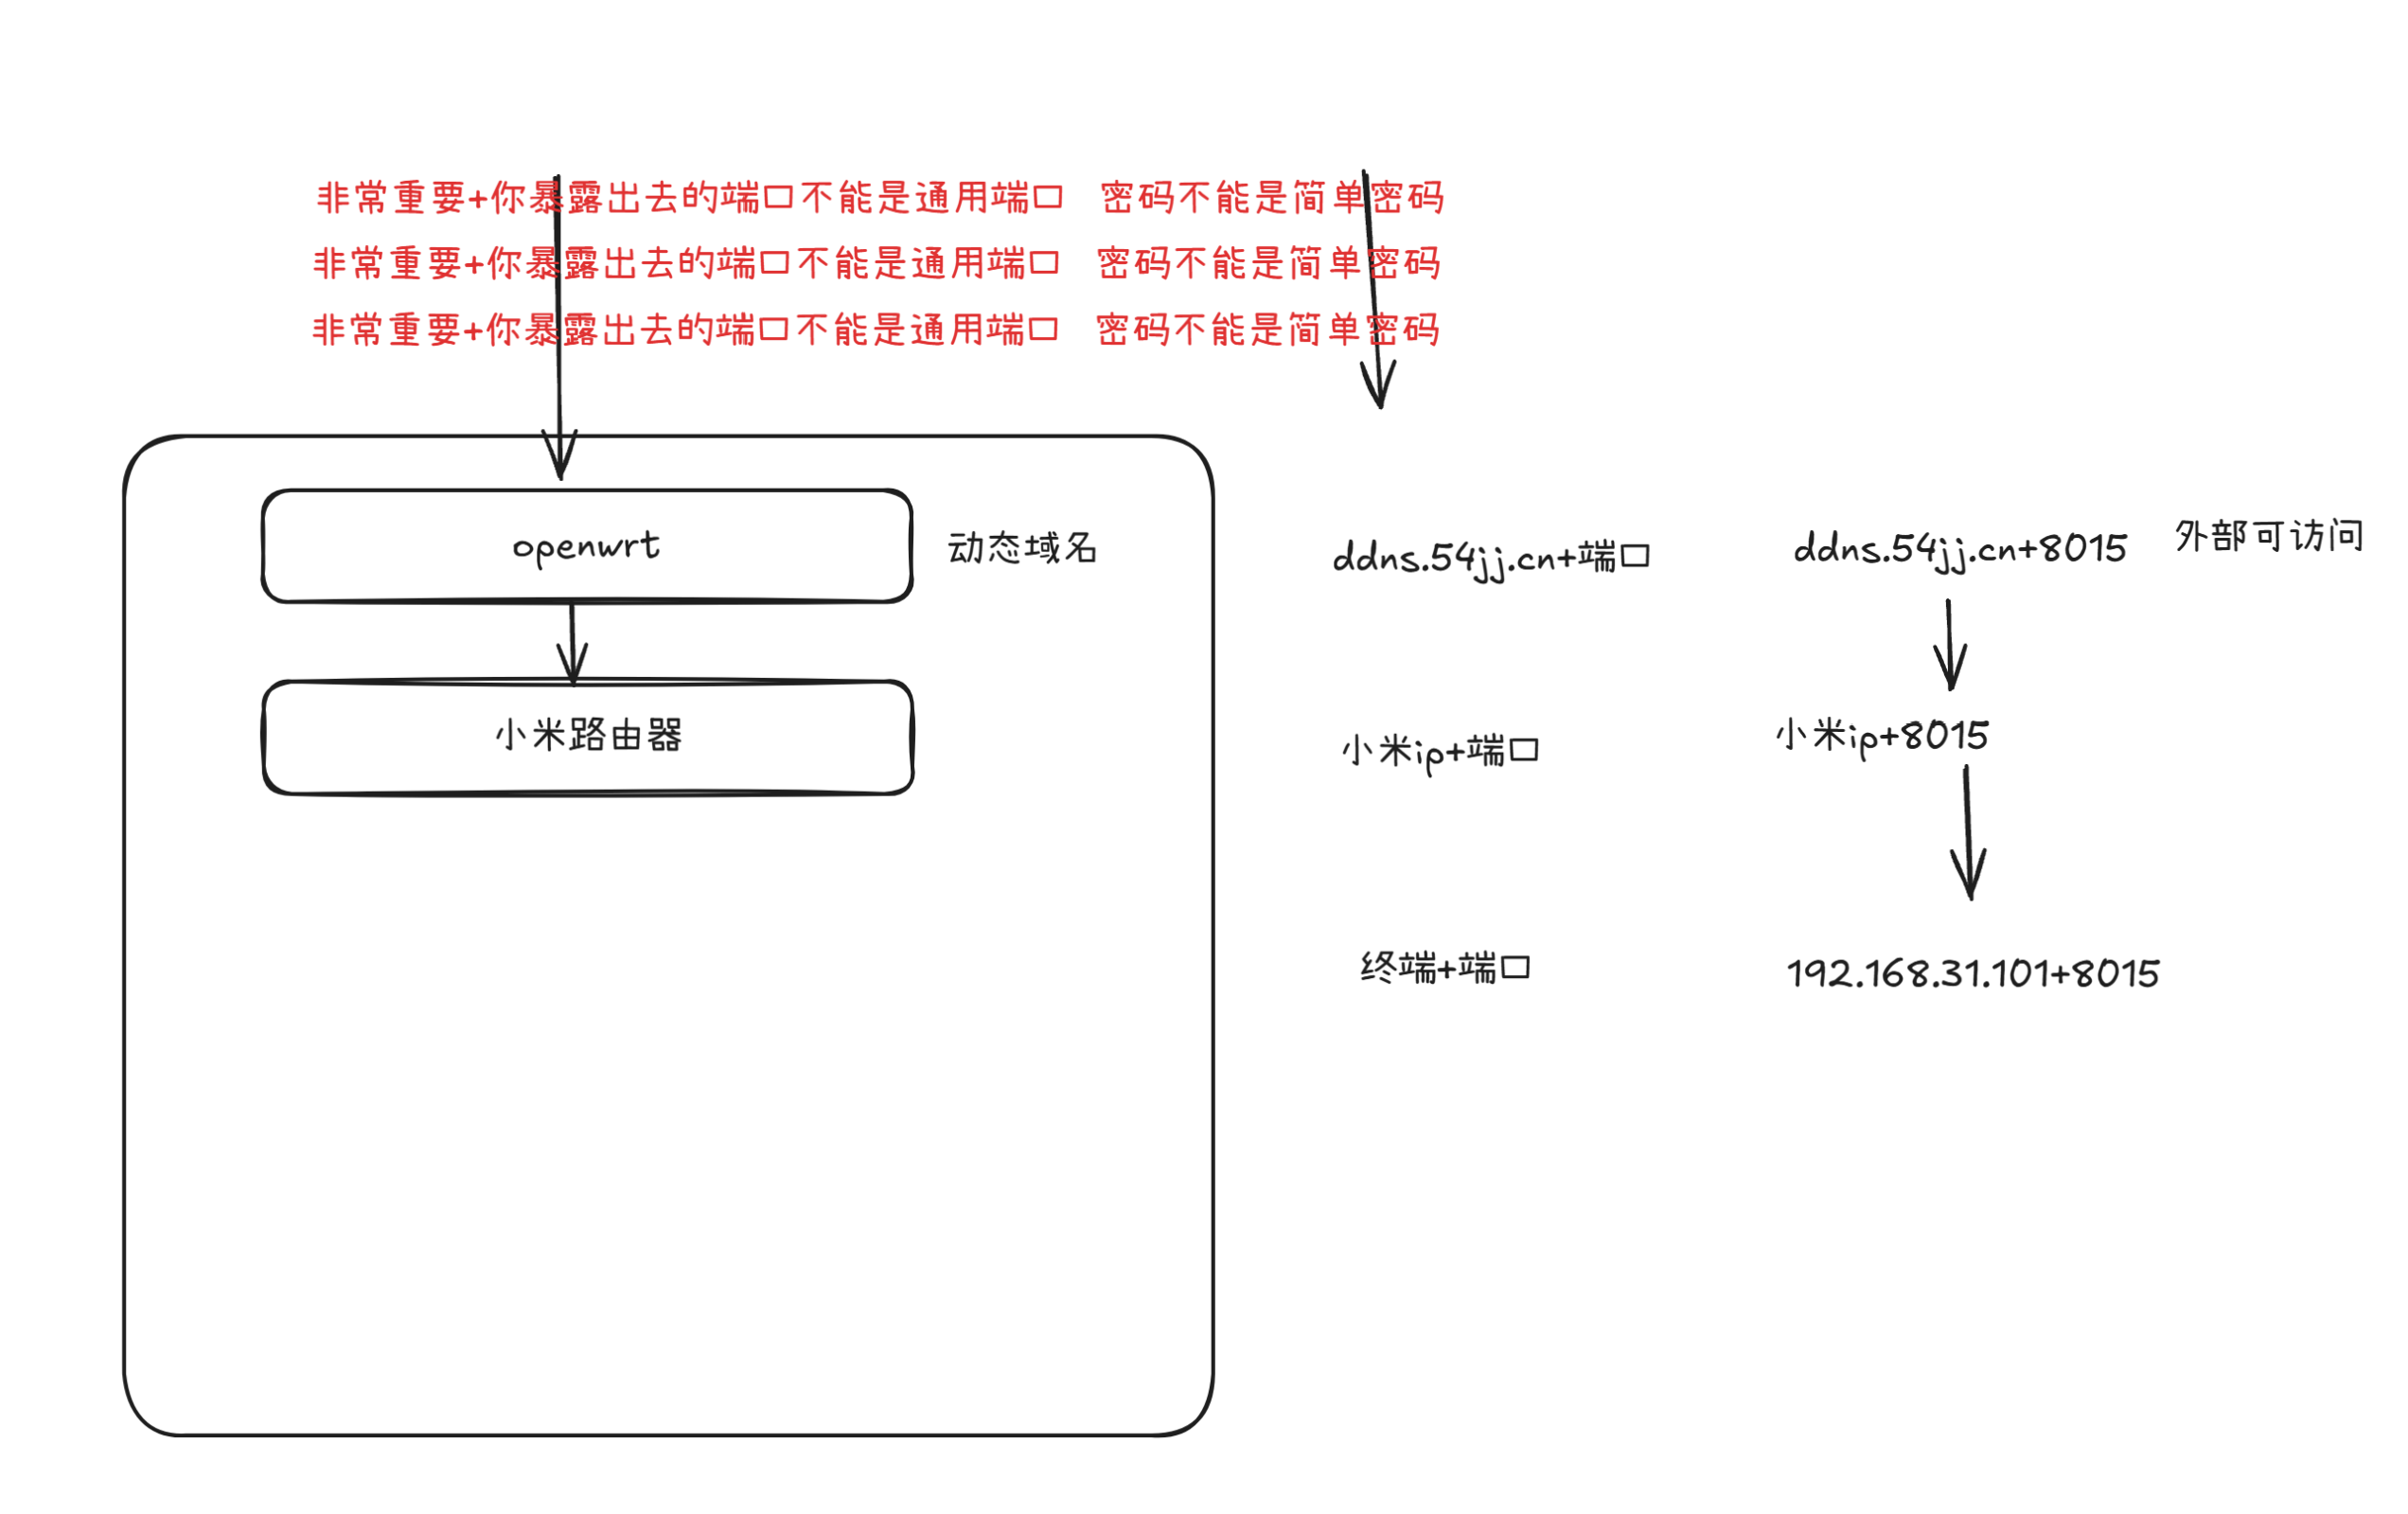 非常重要+你暴露出去的端口不能是通用端口 密码不能是简单密码
非常重要+你暴露出去的端口不能是通用端口 密码不能是简单密码
非常重要+你暴露出去的端口不能是通用端口 密码不能是简单密码
openwrt
动态域名
ddns.54jj.cn+端口
ddns.54jj.cn+8015
外部可访问
小米路由器
小米ip+端口
小米ip+8015
终端+端口
192.168.31.101+8015